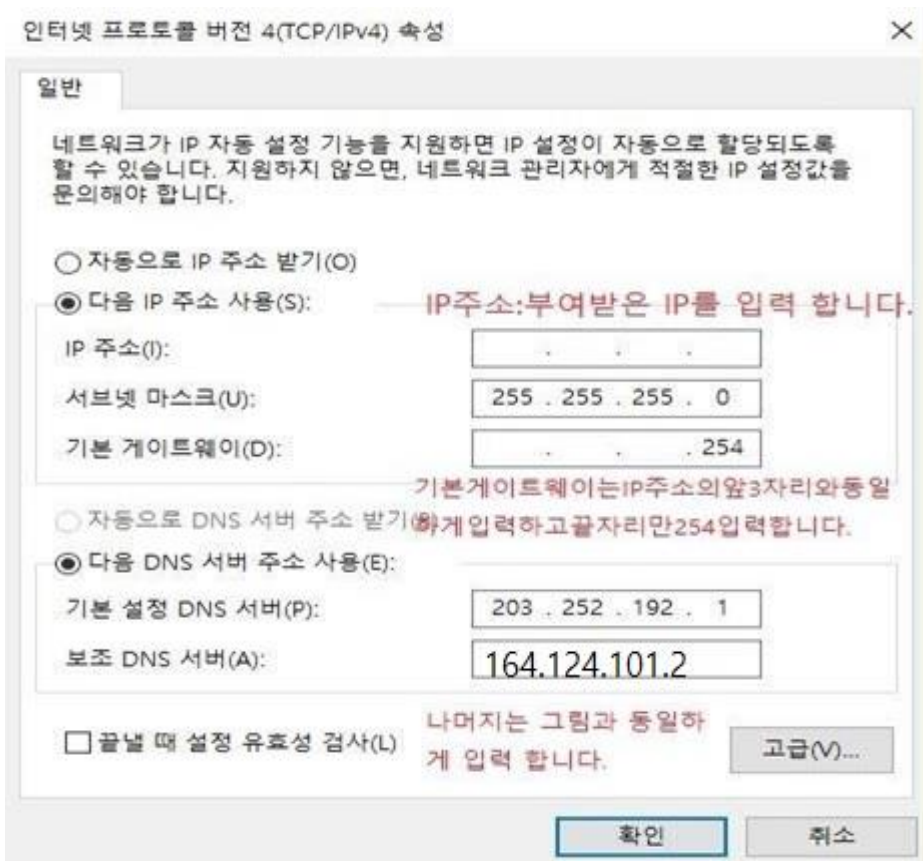 인터넷 프로토콜 버전 4(TCP/IPv4) 속성
일반
네트워크가 IP 자동 설정 기능을 지원하면 IP 설정이 자동으로 할당되도록
할 수 있습니다. 지원하지 않으면, 네트워크 관리자에게 적절한 IP 설정값을
문의해야 합니다.
자동으로 IP 주소 받기(O)
다음 IP 주소 사용(S):
IP주소:부여받은 IP를 입력 합니다.
IP 주소(I): . . .
서브넷 마스크(U): 255 . 255 . 255 . 0
기본 게이트웨이(D): . . . 254
기본게이트웨이는IP주소의앞3자리와동일
하게입력하고끝자리만254입력합니다.
자동으로 DNS 서버 주소 받기
다음 DNS 서버 주소 사용(E):
기본 설정 DNS 서버(P): 203 . 252 . 192 . 1
보조 DNS 서버(A): 164.124.101.2
나머지는 그림과 동일하
게 입력 합니다.
끝낼 때 설정 유효성 검사(L)
고급(V)...
확인
취소